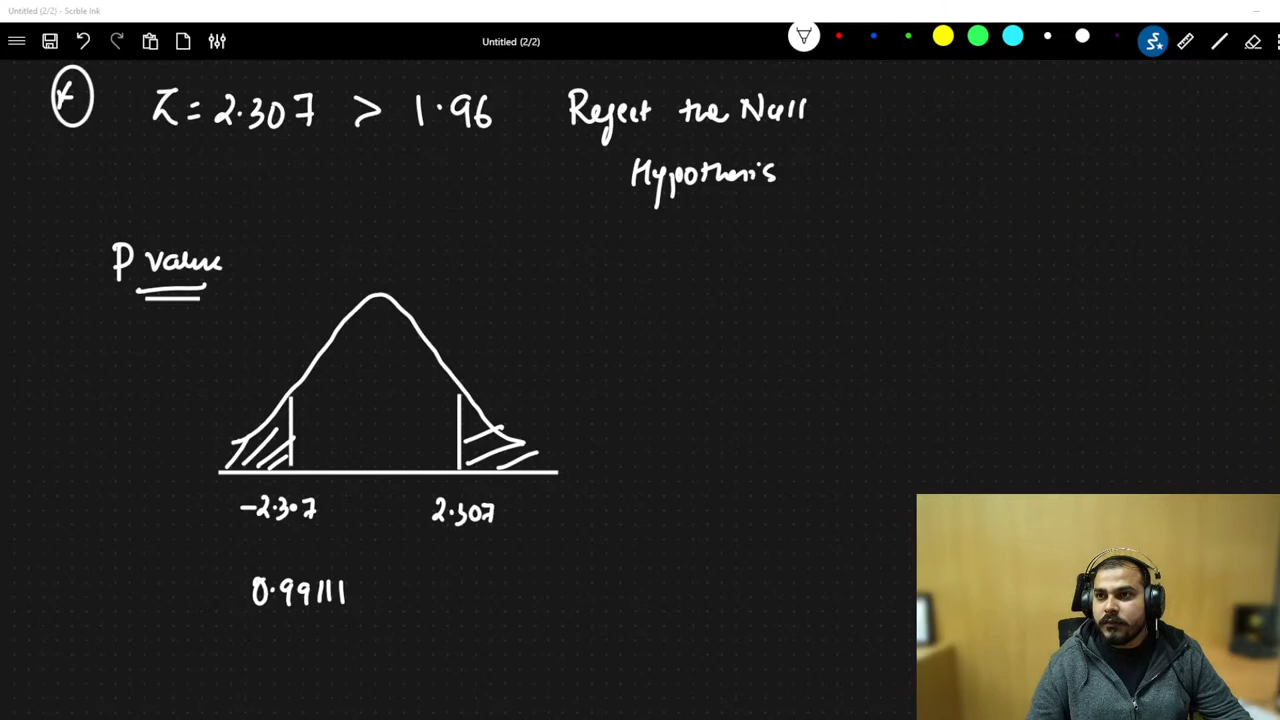 Untitled (2/2) - Scrble Ink
Untitled (2/2)
Z = 2.307 > 1.96 Reject the Null
Hypothesis
P value
-2.307 2.307
0.99111